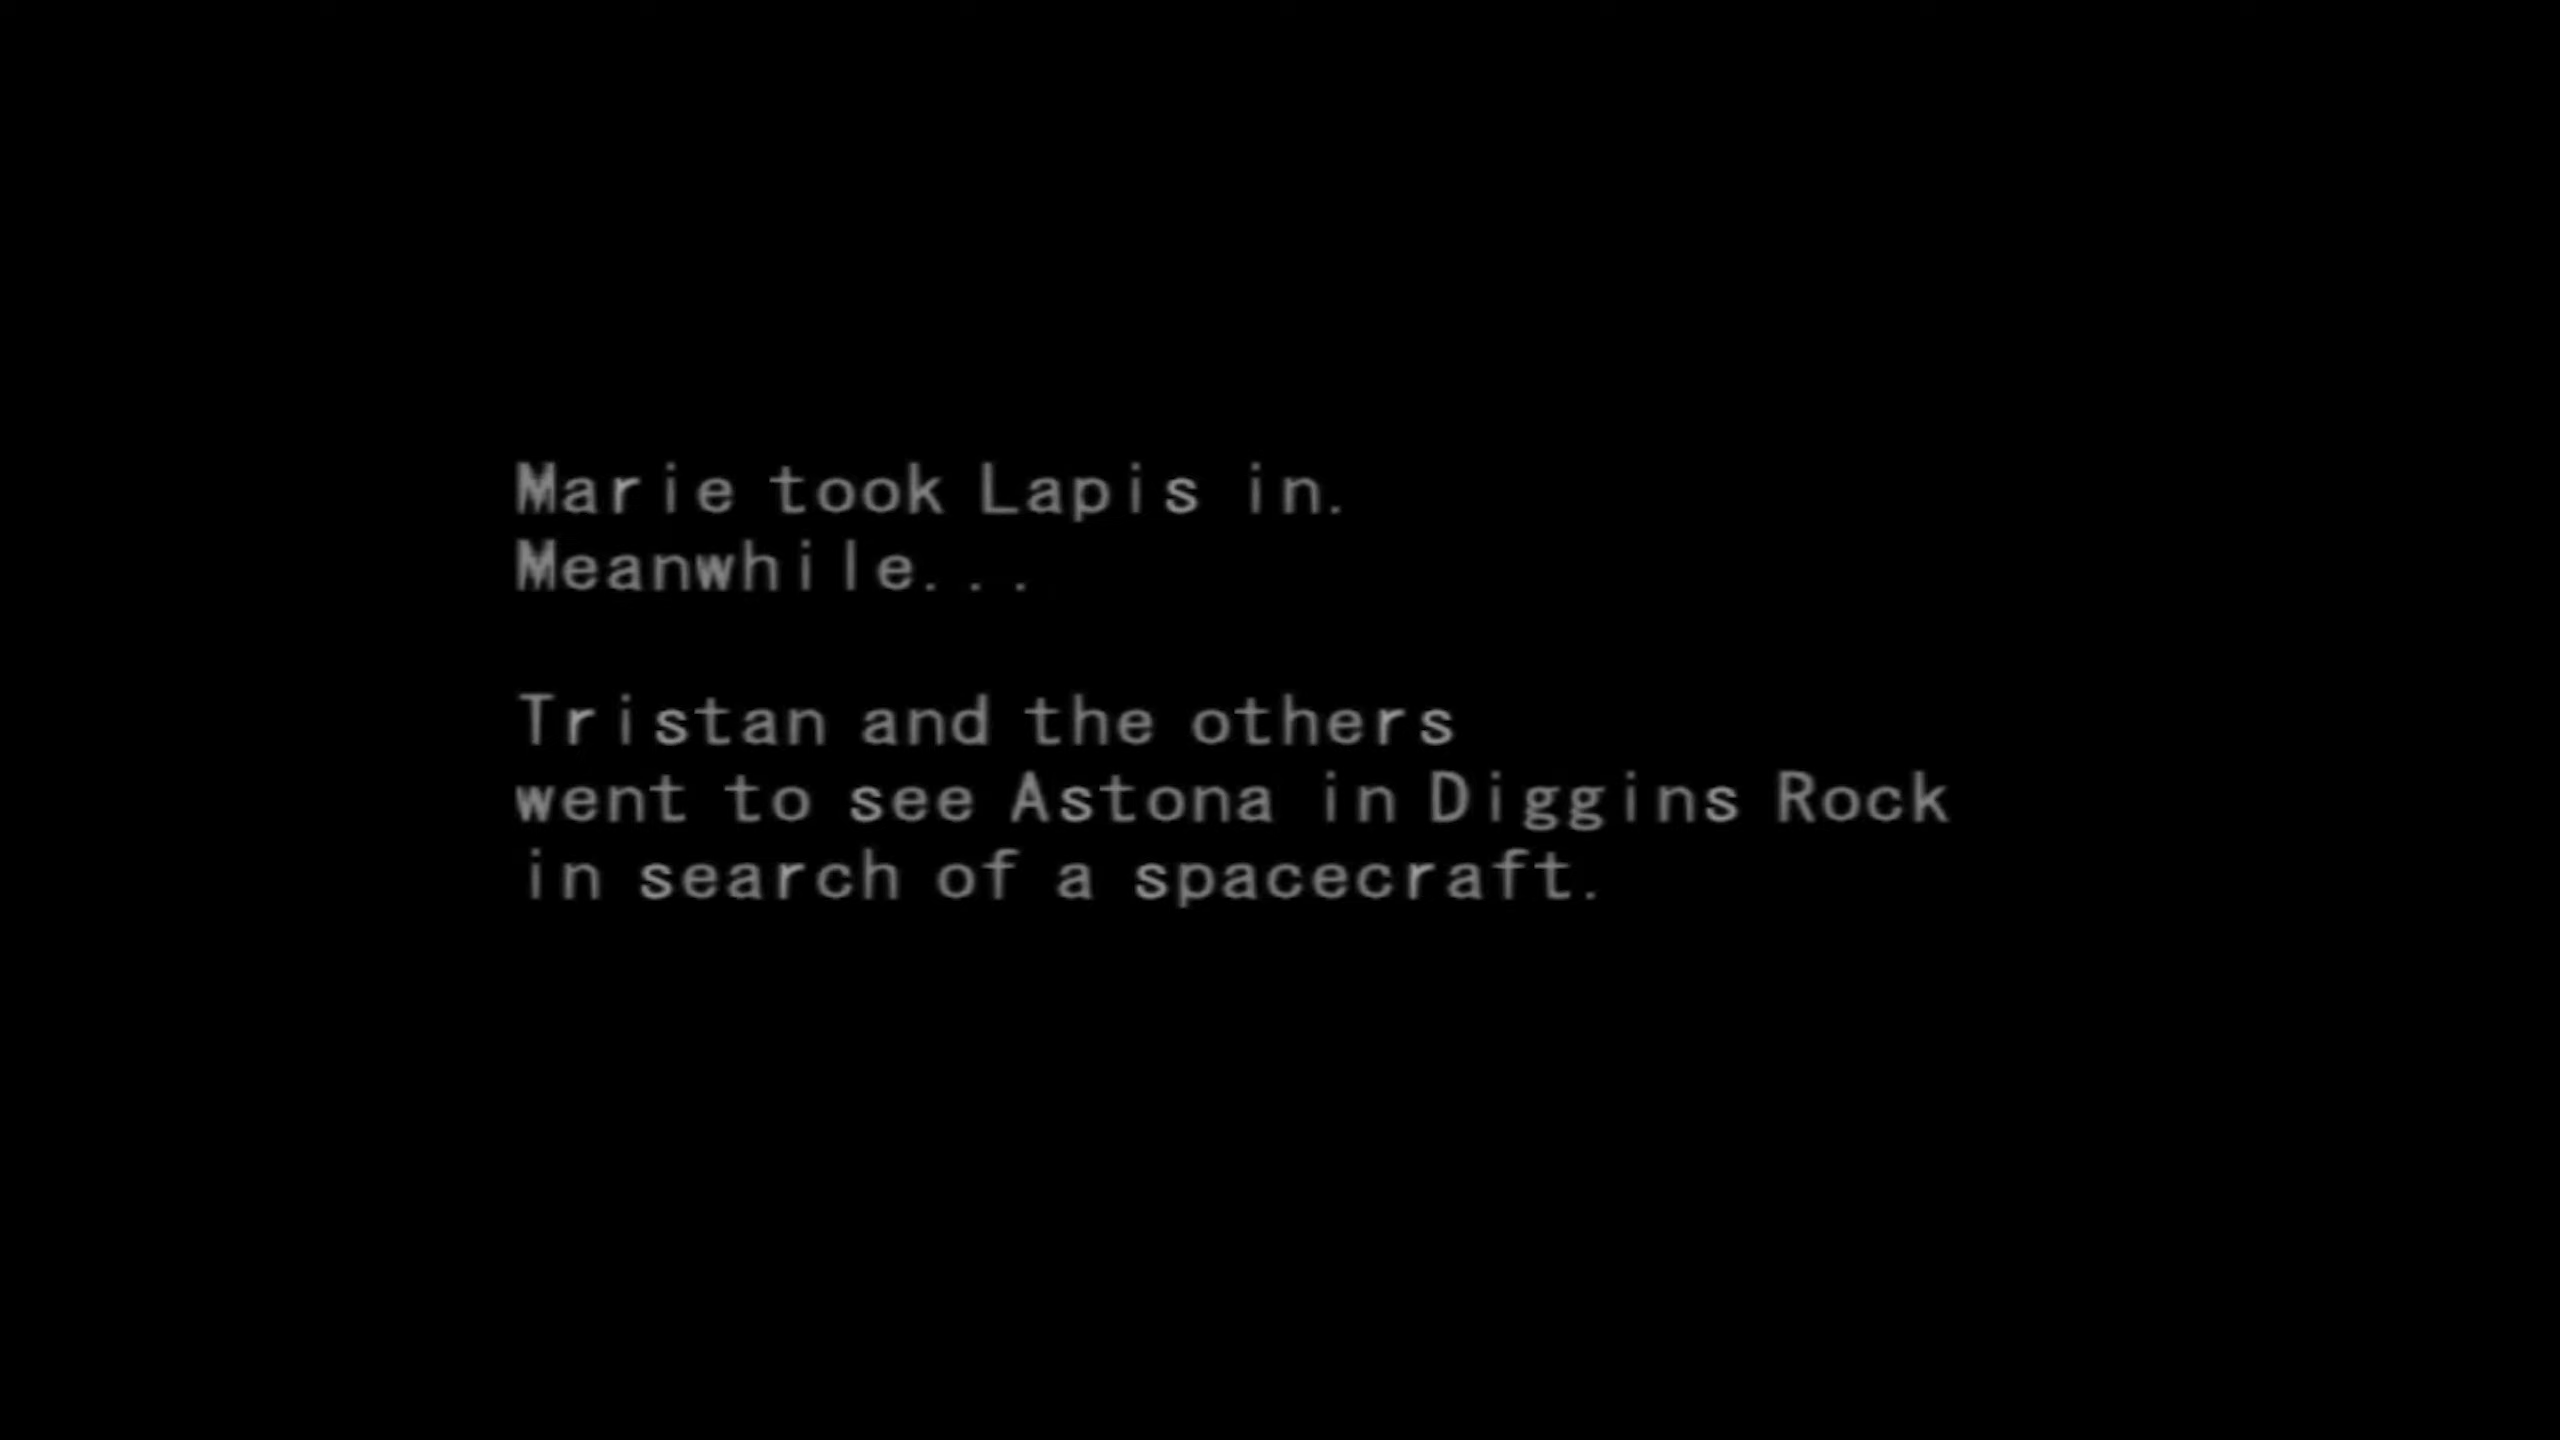 Marie took Lapis in.
Meanwhile...
Tristan and the others
went to see Astona in Diggins Rock
in search of a spacecraft.